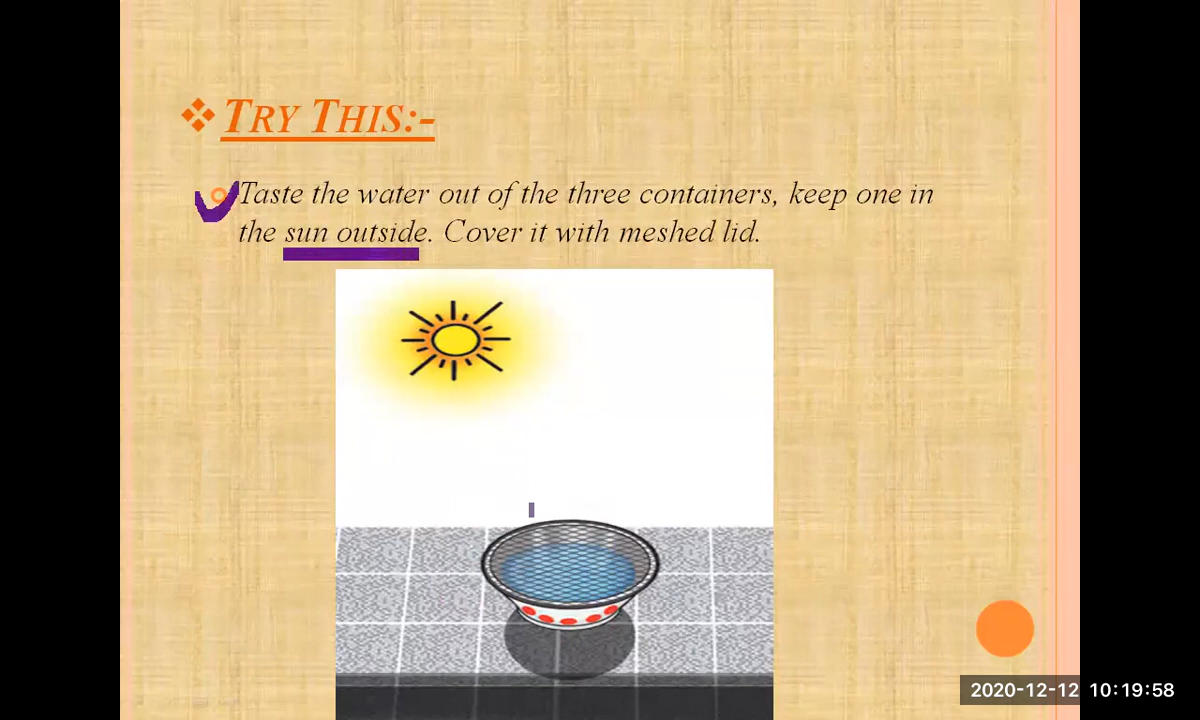 TRY THIS:-
Taste the water out of the three containers, keep one in
the sun outside. Cover it with meshed lid.
2020-12-12 10:19:58